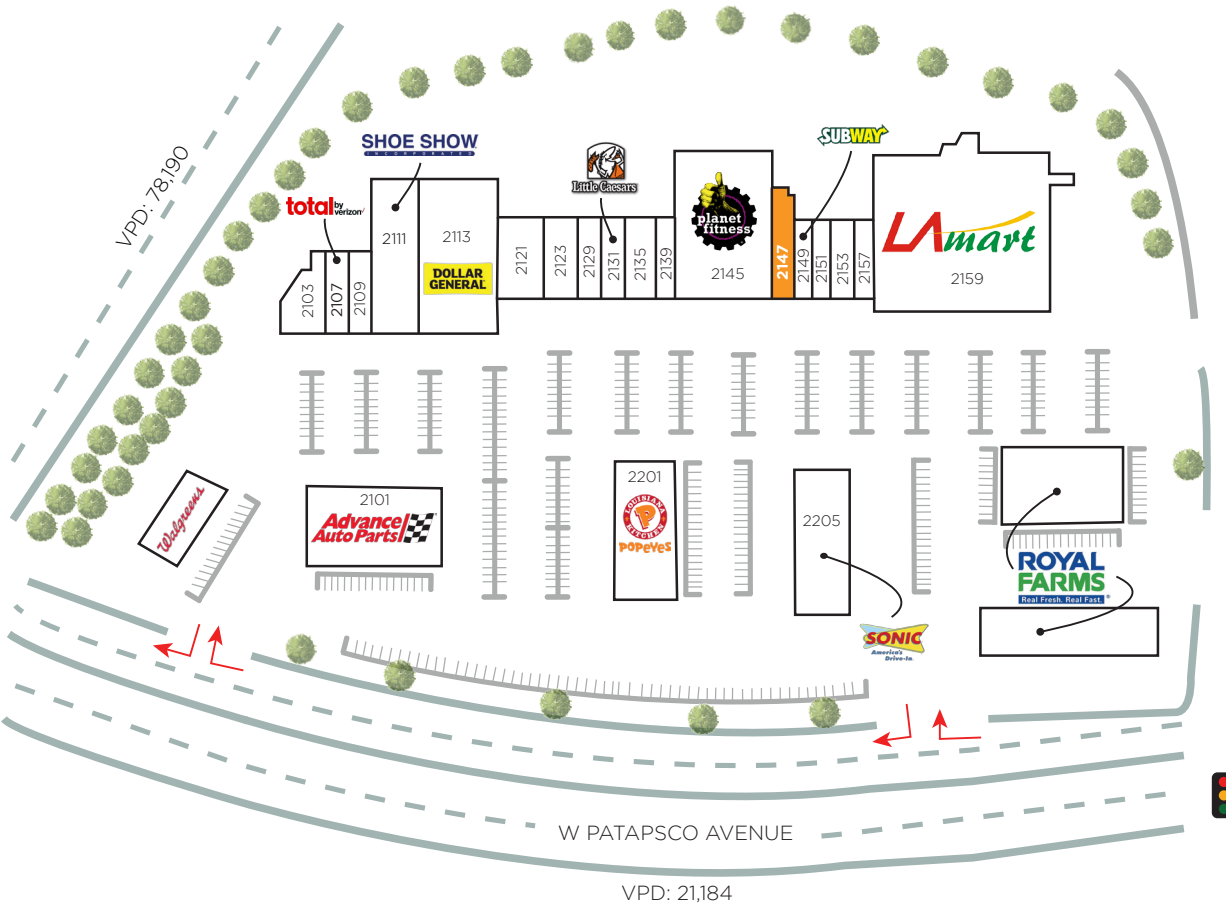 VPD: 78,190
SHOE SHOW
INCORPORATED
total by verizon
Little Caesars
SUBWAY
planet
fitness
LA mart
2103
2107
2109
2111
2113
DOLLAR
GENERAL
2121
2123
2129
2131
2135
2139
2145
2147
2149
2151
2153
2157
2159
Walgreens
2101
Advance
Auto Parts
2201
LOUISIANA
KITCHEN
POPEYES
2205
SONIC
America's
Drive-In.
ROYAL
FARMS
Real Fresh. Real Fast.®
W PATAPSCO AVENUE
VPD: 21,184